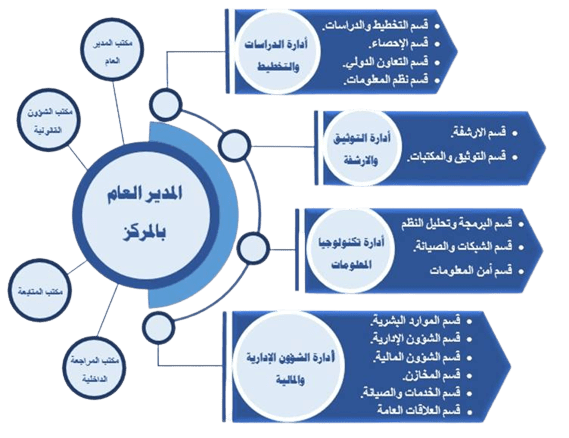 مكتب المدير
العام
مكتب الشؤون
القانونية
المدير العام
بالمركز
مكتب المتابعة
مكتب المراجعة
الداخلية
أدارة الدراسات
والتخطيط
قسم التخطيط والدراسات.
قسم الإحصاء.
قسم التعاون الدولي.
قسم نظم المعلومات.
أدارة التوثيق
والارشفة
قسم الارشفة.
قسم التوثيق والمكتبات.
أدارة تكنولوجيا
المعلومات
قسم البرمجة وتحليل النظم
قسم الشبكات والصيانة.
قسم أمن المعلومات
أدارة الشؤون الإدارية
والمالية
قسم الموارد البشرية.
قسم الشؤون الإدارية.
قسم الشؤون المالية.
قسم المخازن.
قسم الخدمات والصيانة.
قسم العلاقات العامة